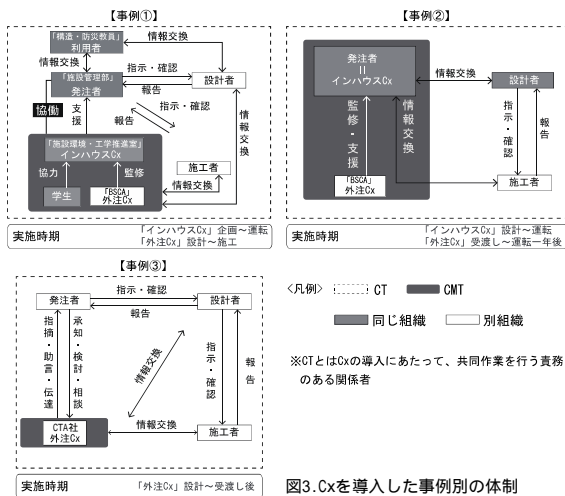 【事例①】
「構造・防災教員」
利用者
情報交換
情報交換
「施設管理部」
発注者
指示・確認
報告
設計者
協働
支援
報告
指示・確認
情報交換
「施設環境・工学推進室」
インハウスCx
協力
監修
学生
「BSCA」
外注Cx
施工者
情報交換
実施時期
「インハウスCx」企画～運転
「外注Cx」設計～施工
【事例②】
発注者
||
インハウスCx
情報交換
設計者
監修・支援
情報交換
指示・確認
報告
「BSCA」
外注Cx
施工者
実施時期
「インハウスCx」設計～運転
「外注Cx」受渡し～運転一年後
【事例③】
発注者
指示・確認
報告
設計者
指摘・助言・伝達
承知・検討・相談
情報交換
指示・確認
報告
CTA社
外注Cx
情報交換
施工者
実施時期
「外注Cx」設計～受渡し後
<凡例>
CT
CMT
同じ組織
別組織
※CTとはCxの導入にあたって、共同作業を行う責務
のある関係者
図3.Cxを導入した事例別の体制